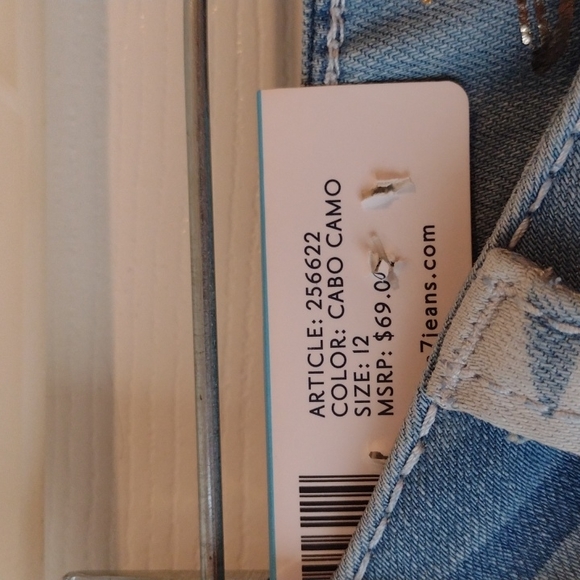 ARTICLE: 256622
COLOR: CABO CAMO
SIZE: 12
MSRP: $69.0
7jeans.com